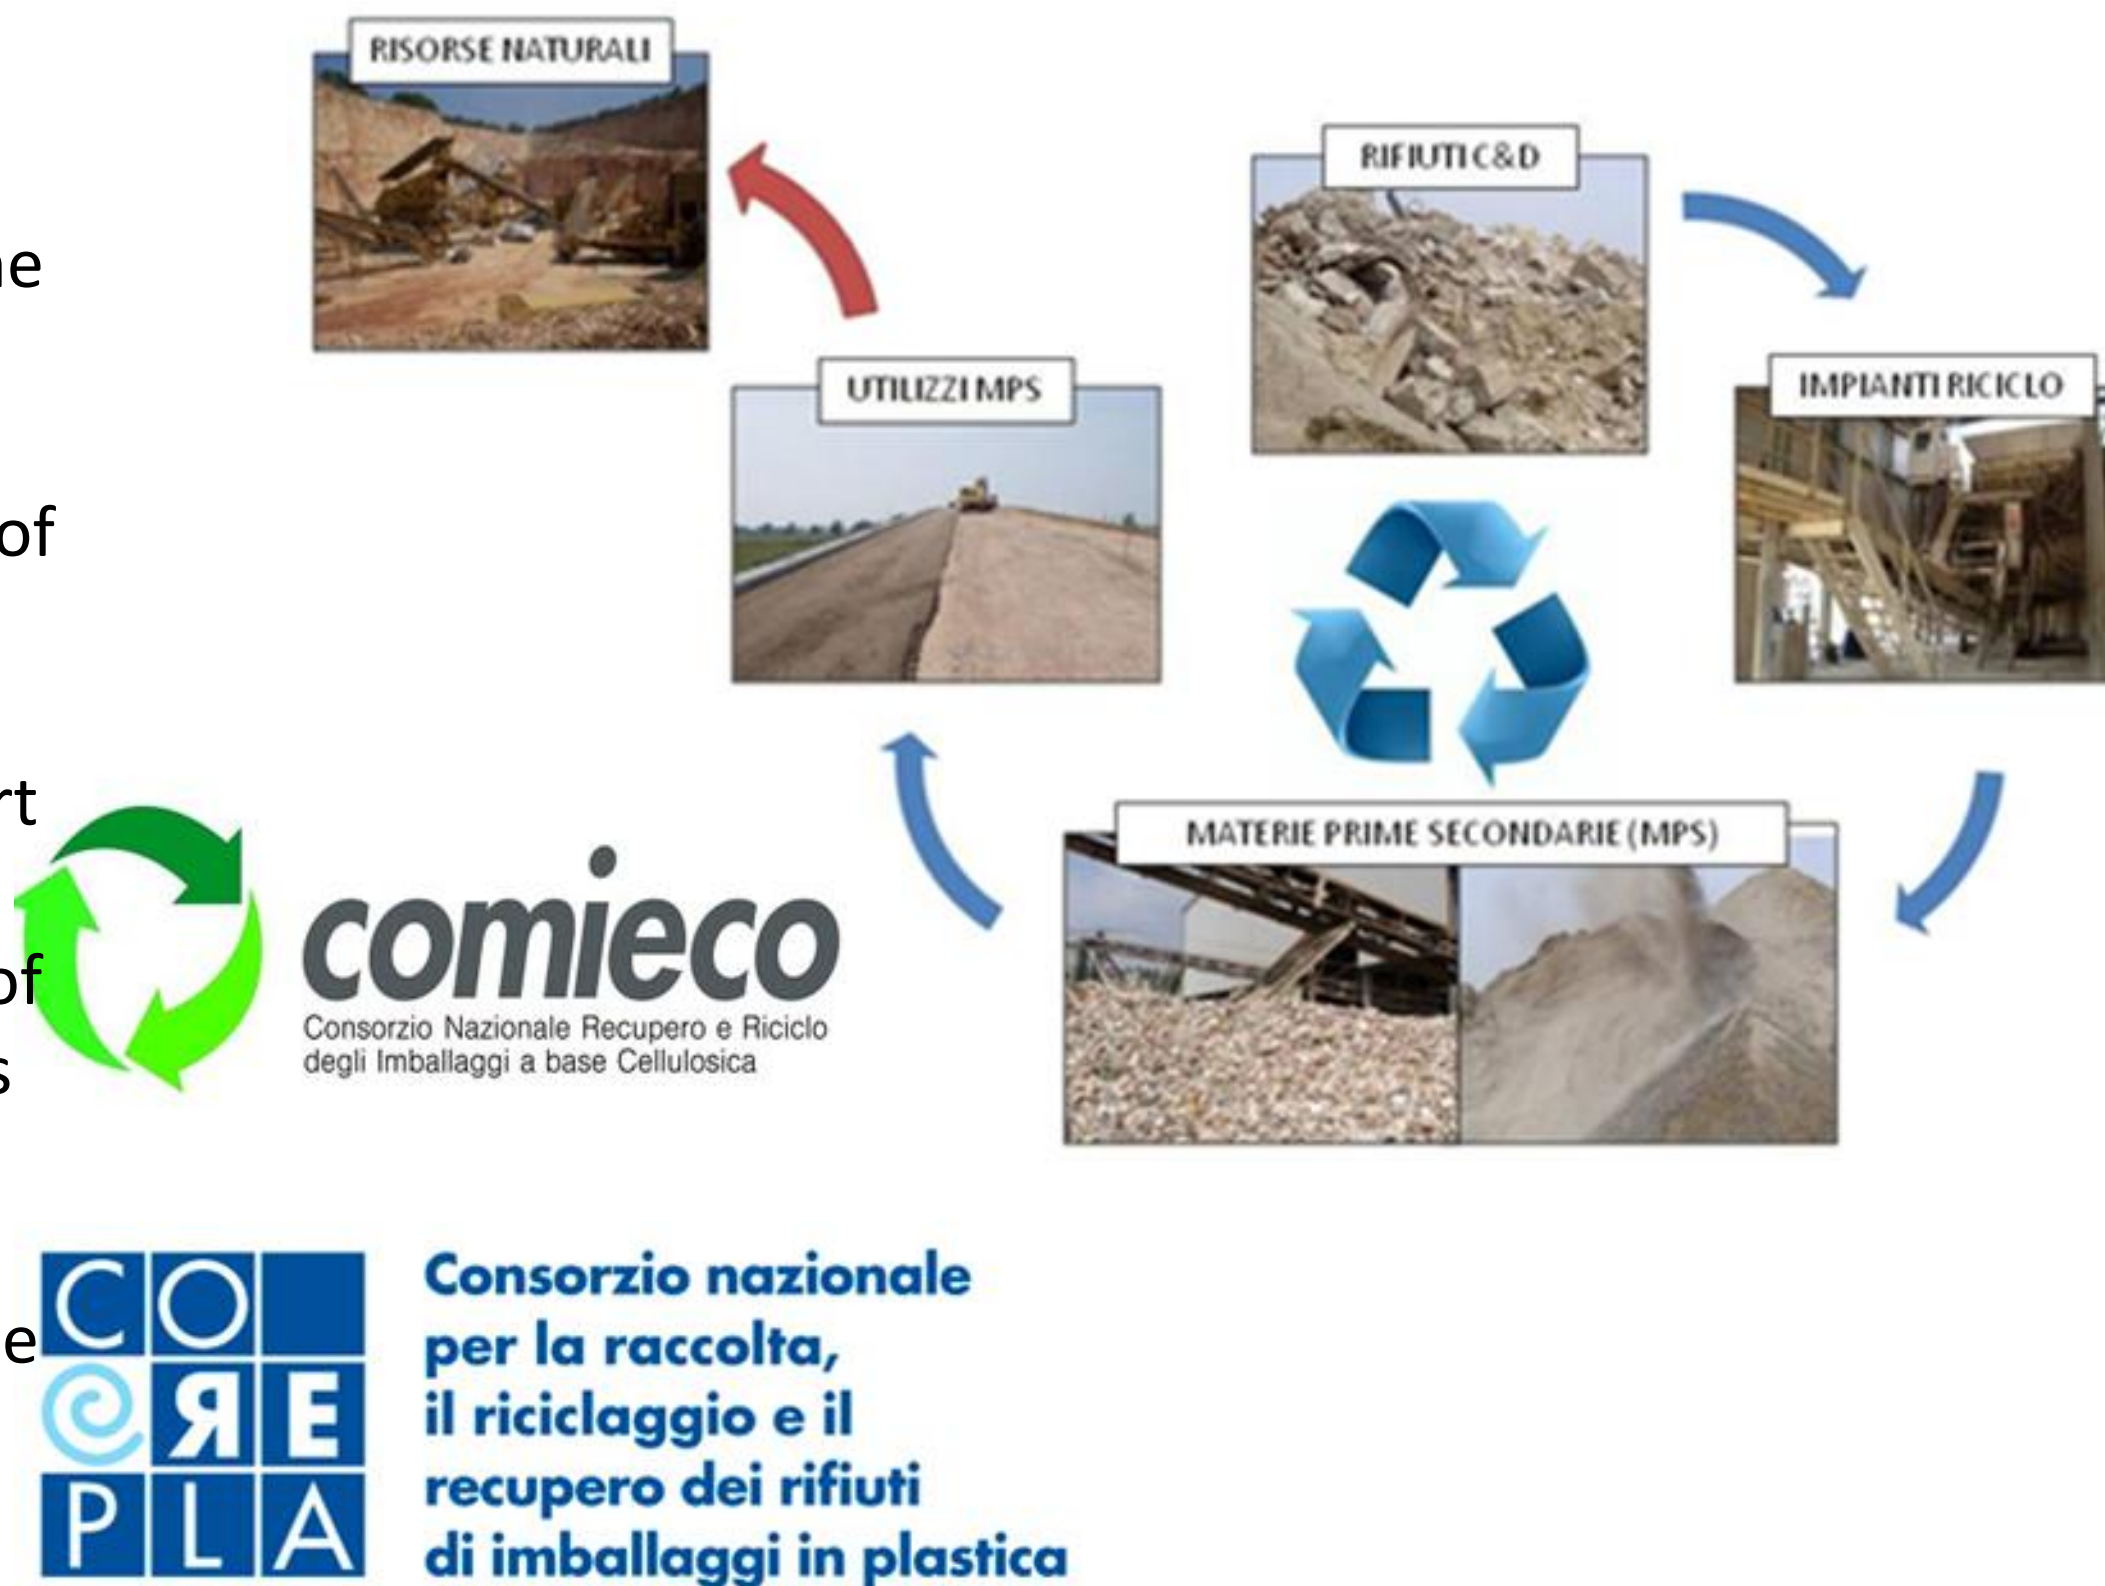 RISORSE NATURALI
RIFIUTI C&D
UTILIZZI MPS
IMPIANTI RICICLO
MATERIE PRIME SECONDARIE (MPS)
of
comieco
Consorzio Nazionale Recupero e Riciclo
degli Imballaggi a base Cellulosica
of
CO
RE
PLA
Consorzio nazionale
per la raccolta,
il riciclaggio e il
recupero dei rifiuti
di imballaggi in plastica